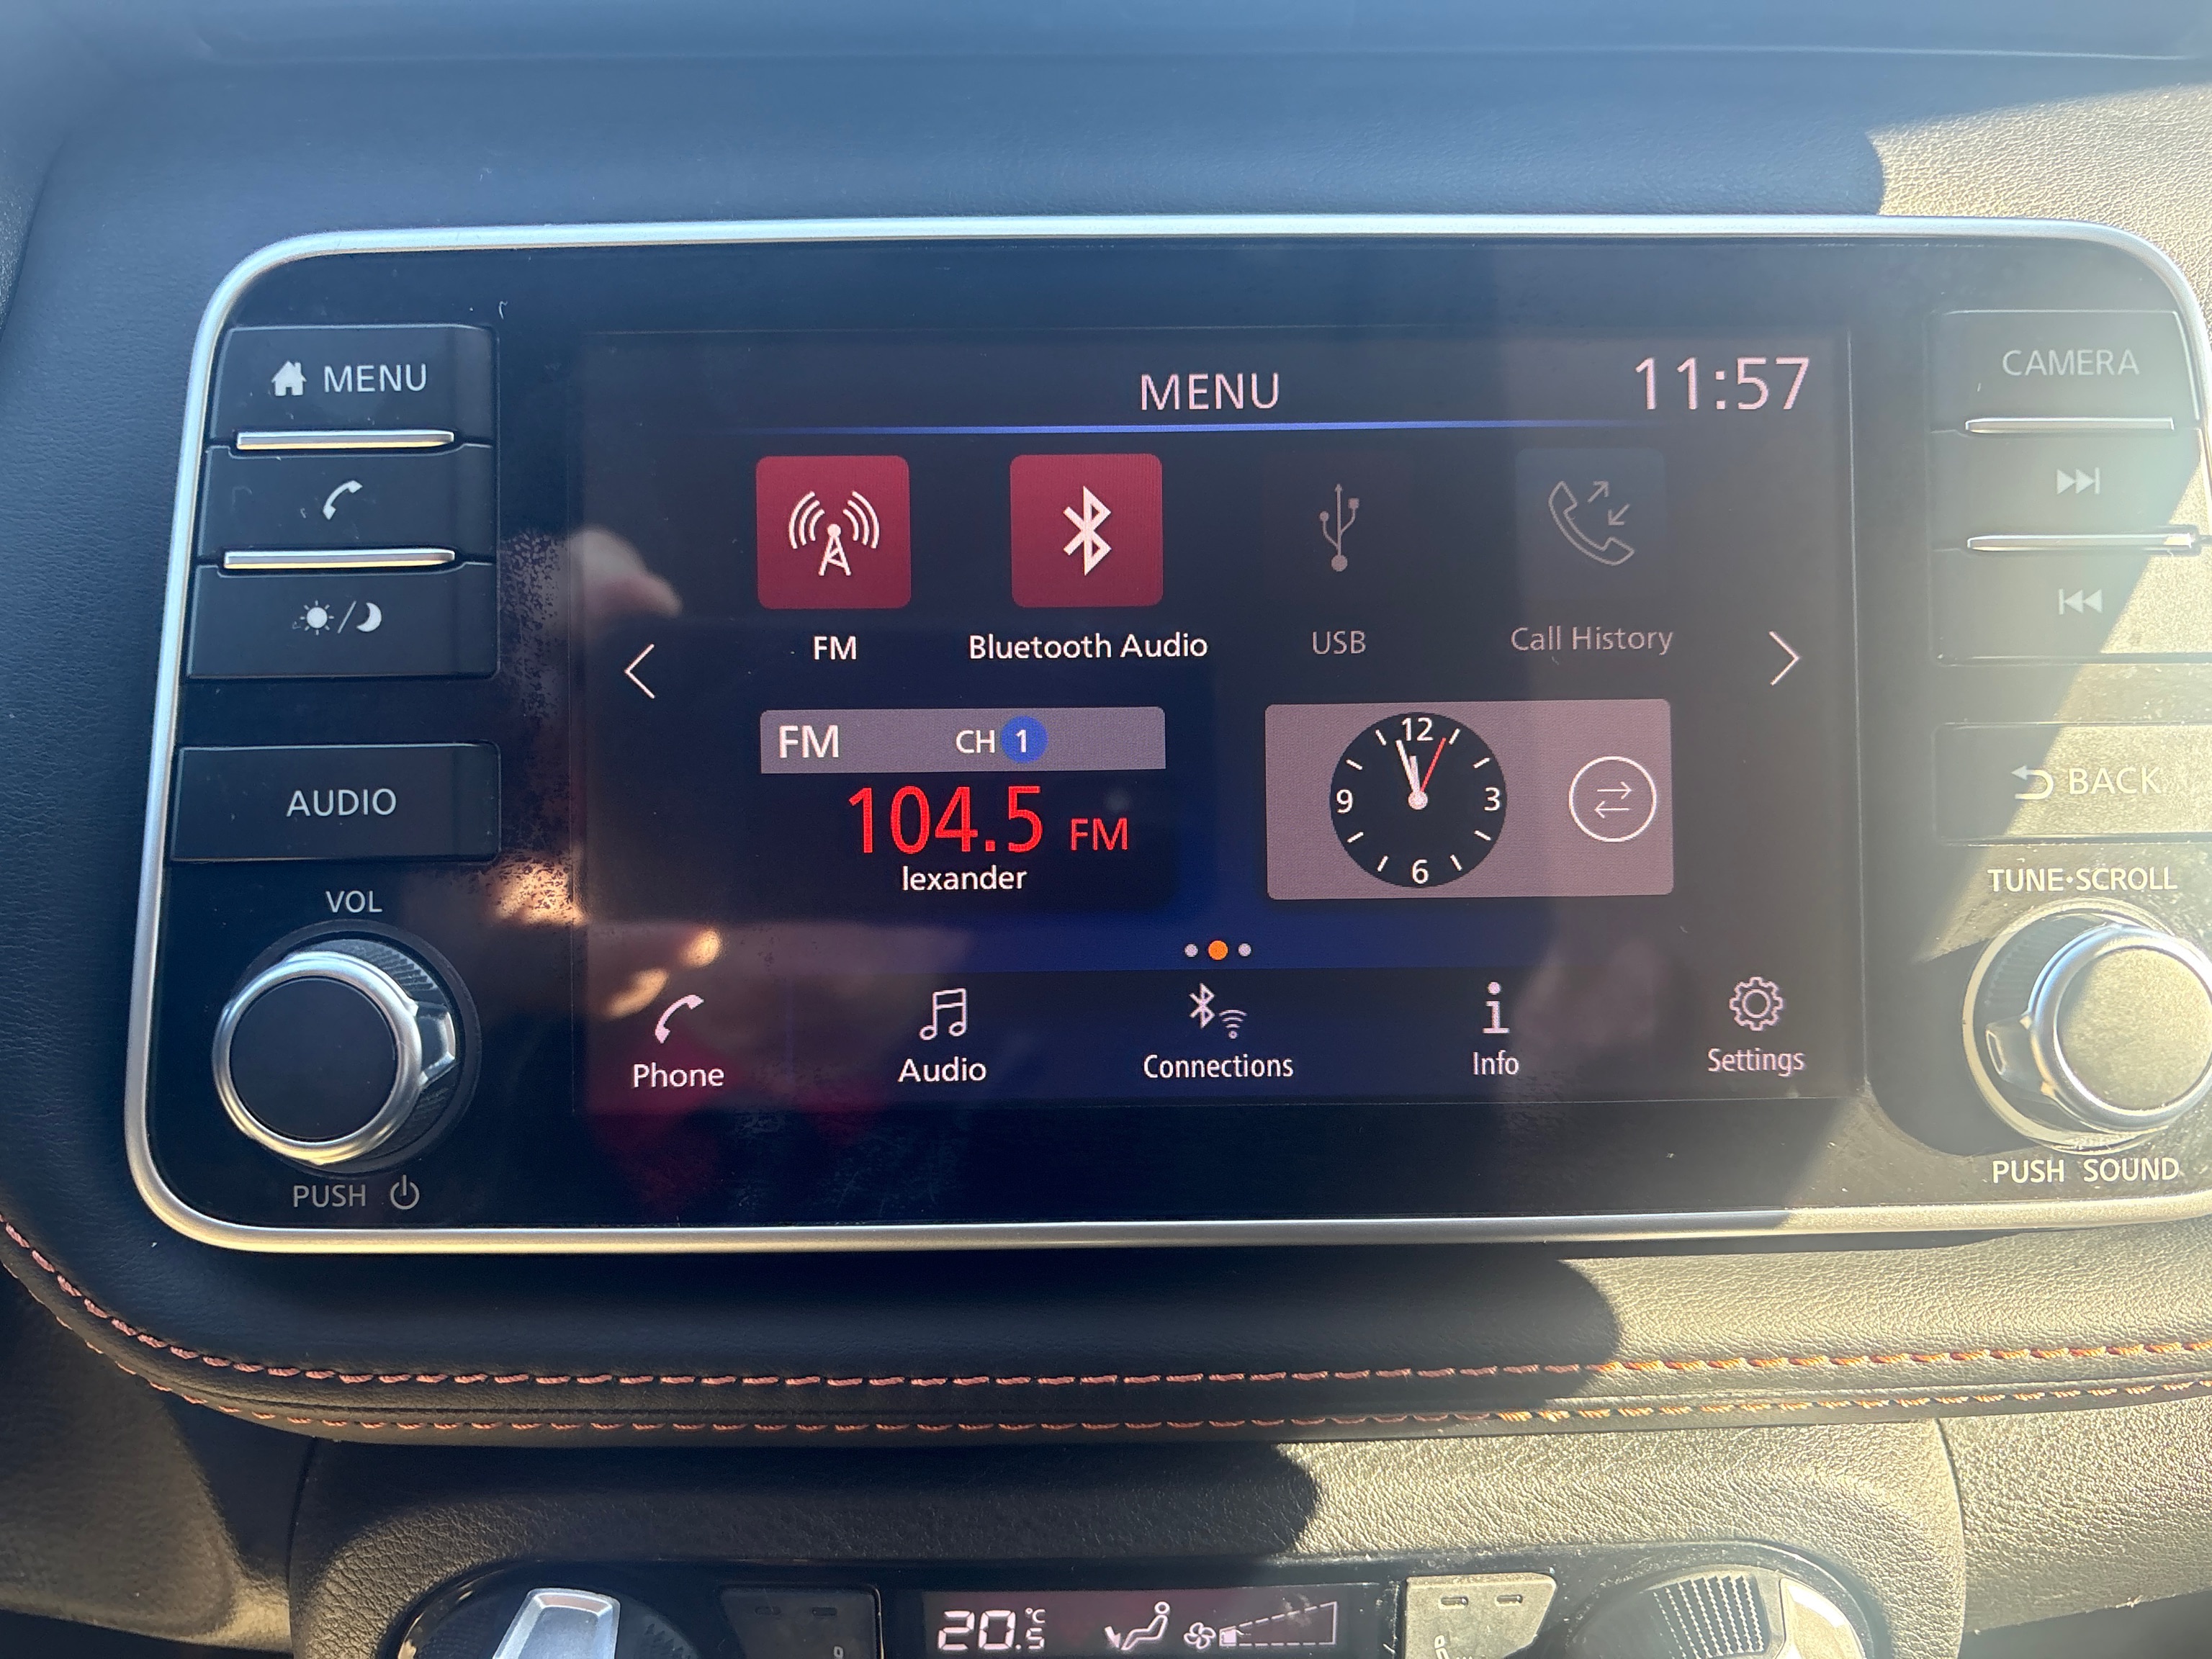 MENU
MENU
11:57
CAMERA
FM
Bluetooth Audio
USB
Call History
FM CH 1
104.5 FM
lexander
12
9 3
6
AUDIO
BACK
VOL
TUNE•SCROLL
Phone
Audio
Connections
Info
Settings
PUSH
PUSH SOUND
20.5 °C